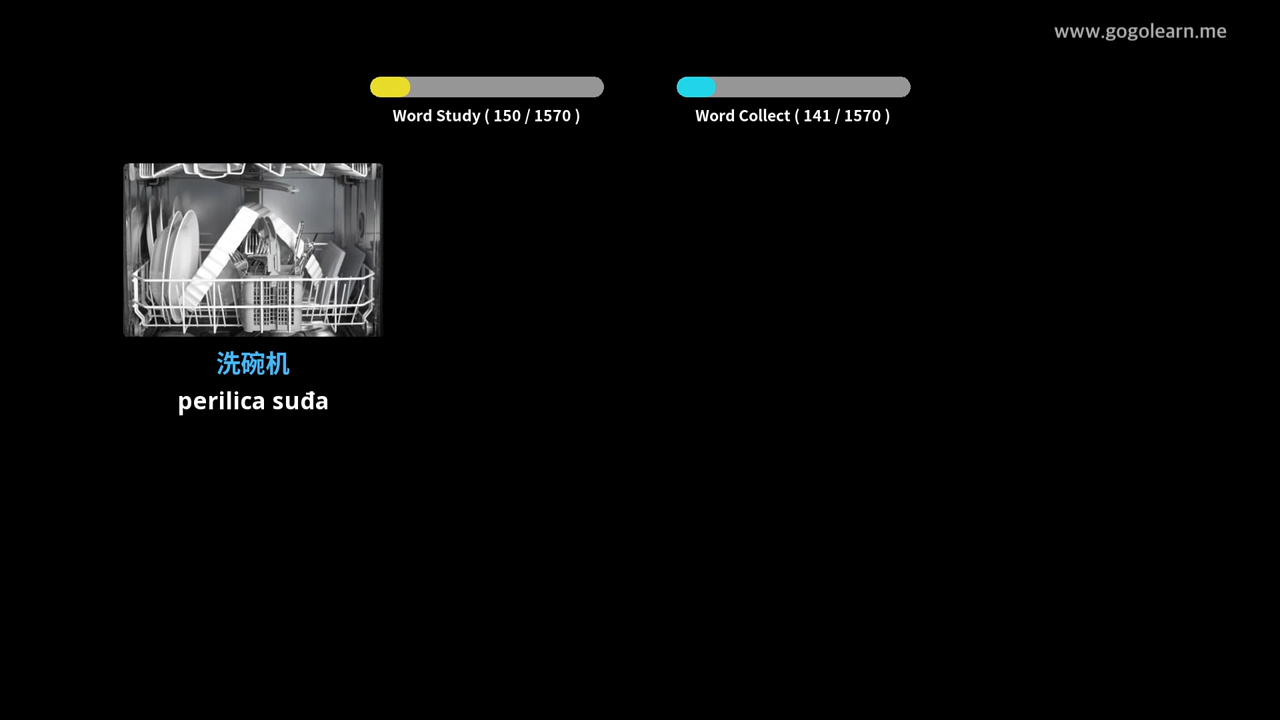 www.gogolearn.me
Word Study ( 150 / 1570 )
Word Collect ( 141 / 1570 )
洗碗机
perilica suđa